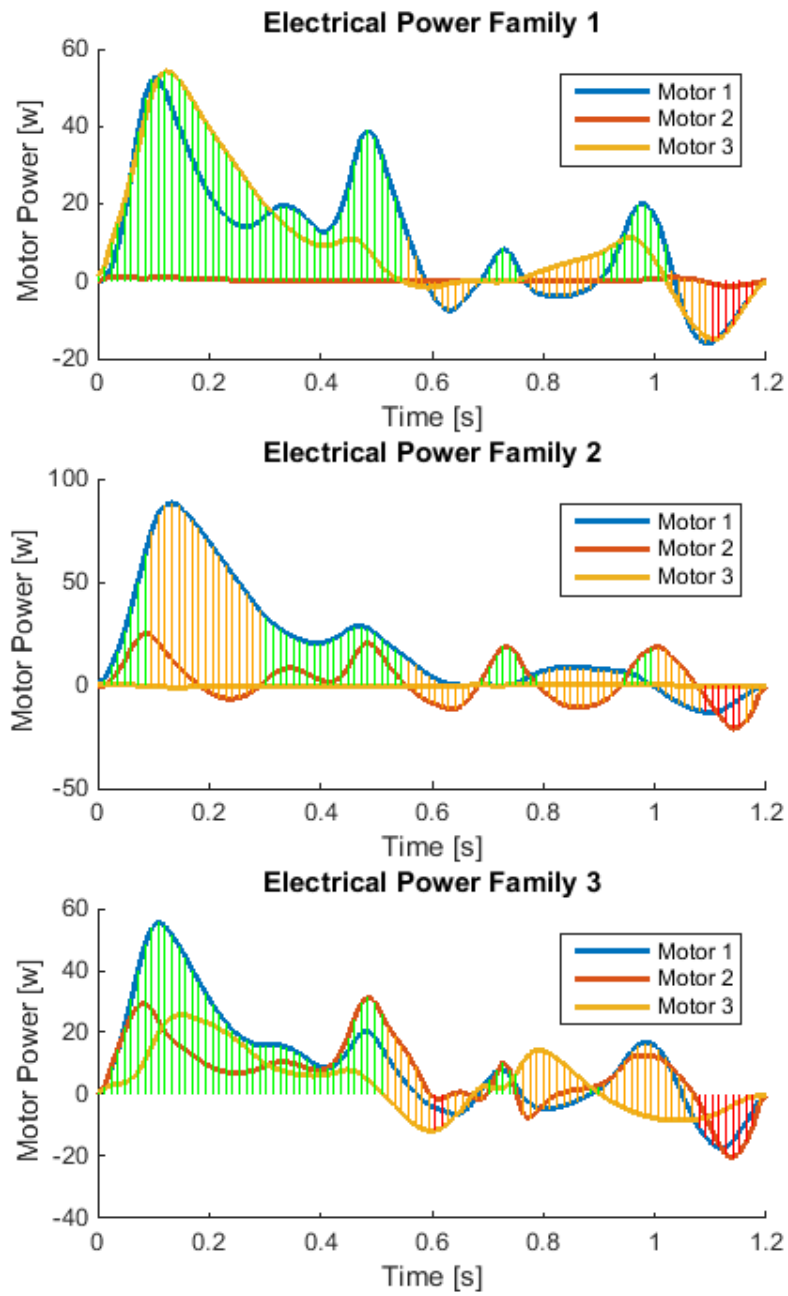 Electrical Power Family 1
60
40
20
0
-20
Motor Power [w]
Motor 1
Motor 2
Motor 3
0 0.2 0.4 0.6 0.8 1 1.2
Time [s]
Electrical Power Family 2
100
50
0
-50
Motor Power [w]
Motor 1
Motor 2
Motor 3
0 0.2 0.4 0.6 0.8 1 1.2
Time [s]
Electrical Power Family 3
60
40
20
0
-20
-40
Motor Power [w]
Motor 1
Motor 2
Motor 3
0 0.2 0.4 0.6 0.8 1 1.2
Time [s]